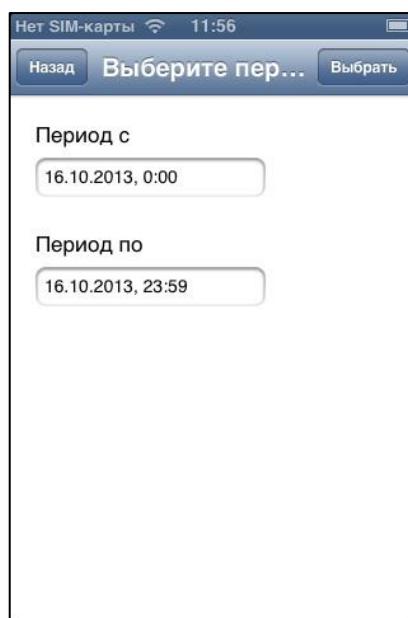 Нет SIM-карты 11:56
Назад Выберите пер... Выбрать
Период с
16.10.2013, 0:00
Период по
16.10.2013, 23:59